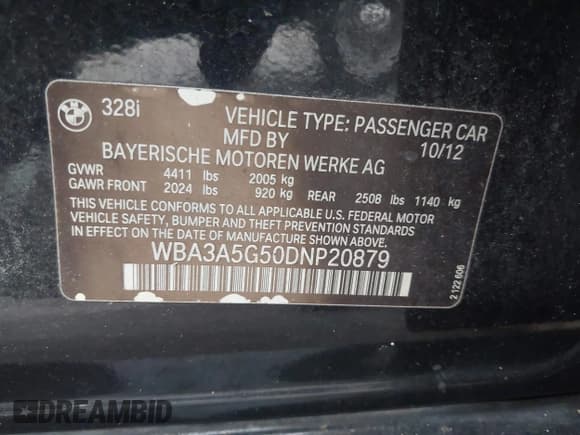 BMW
328i VEHICLE TYPE: PASSENGER CAR
MFD BY 10/12
BAYERISCHE MOTOREN WERKE AG
GVWR 4411 lbs 2005 kg
GAWR FRONT 2024 lbs 920 kg REAR 2508 lbs 1140 kg
THIS VEHICLE CONFORMS TO ALL APPLICABLE U.S. FEDERAL MOTOR
VEHICLE SAFETY, BUMPER AND THEFT PREVENTION STANDARDS
IN EFFECT ON THE DATE OF MANUFACTURE SHOWN ABOVE.
WBA3A5G50DNP20879
2 122 606
DREAMBID